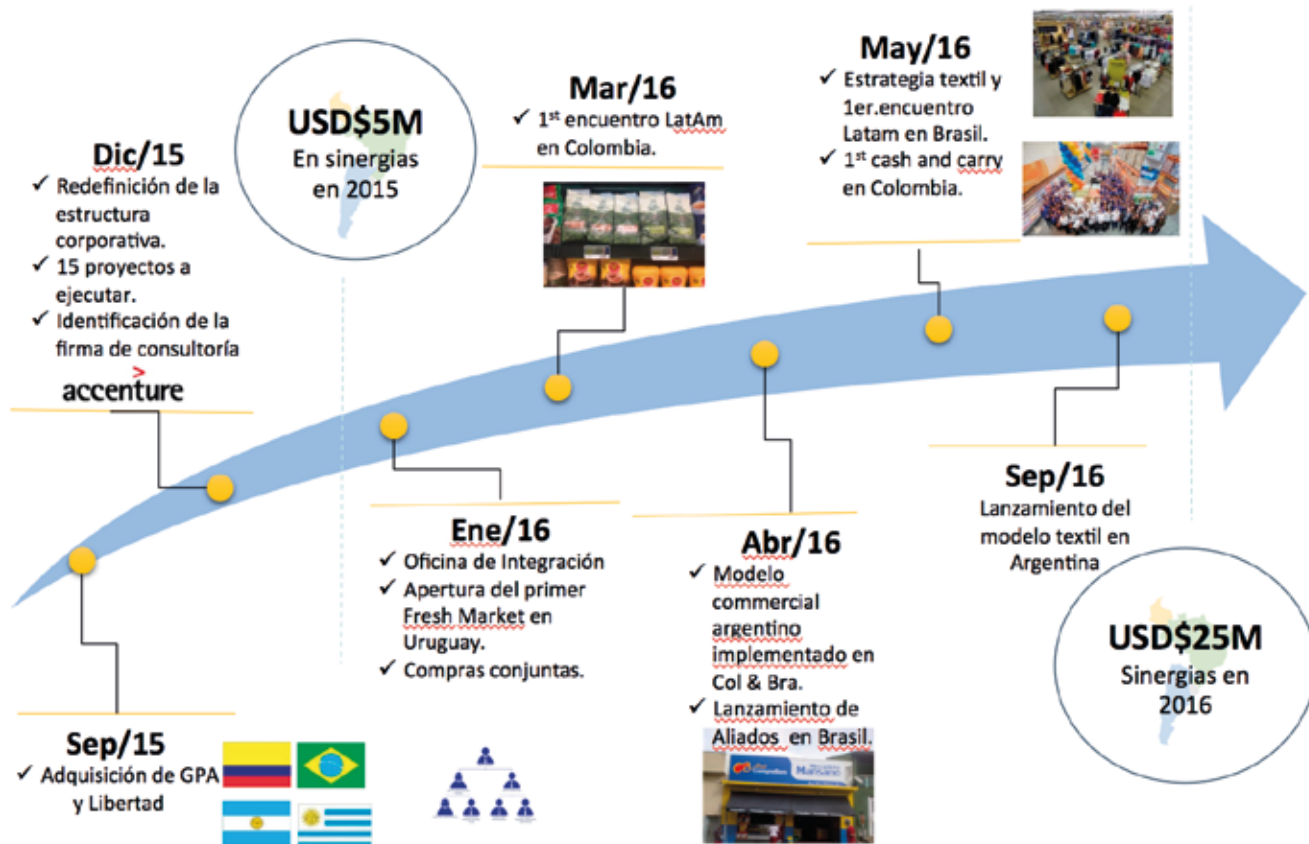 Dic/15
✓ Redefinición de la
estructura
corporativa.
✓ 15 proyectos a
ejecutar.
✓ Identificación de la
firma de consultoría
>
accenture
USD$5M
En sinergias
en 2015
Mar/16
✓ 1st encuentro LatAm
en Colombia.
May/16
✓ Estrategia textil y
1er.encuentro
Latam en Brasil.
✓ 1st cash and carry
en Colombia.
Sep/15
✓ Adquisición de GPA
y Libertad
Ene/16
✓ Oficina de Integración
✓ Apertura del primer
Fresh Market en
Uruguay.
✓ Compras conjuntas.
Abr/16
✓ Modelo
commercial
argentino
implementado en
Col & Bra.
✓ Lanzamiento de
Aliados en Brasil.
Sep/16
Lanzamiento del
modelo textil en
Argentina
USD$25M
Sinergias en
2016